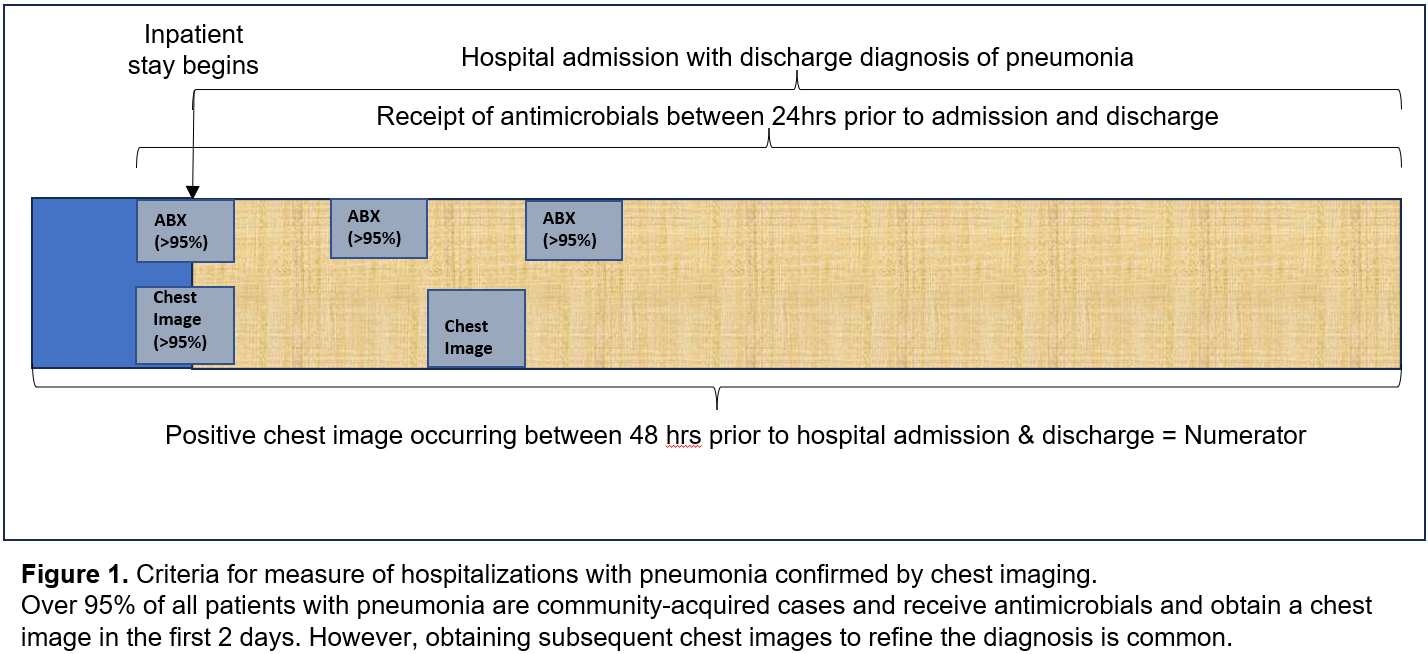 Inpatient
stay begins
Hospital admission with discharge diagnosis of pneumonia
Receipt of antimicrobials between 24hrs prior to admission and discharge
ABX
(>95%)
ABX
(>95%)
ABX
(>95%)
Chest
Image
(>95%)
Chest
Image
Positive chest image occurring between 48 hrs prior to hospital admission & discharge = Numerator
Figure 1. Criteria for measure of hospitalizations with pneumonia confirmed by chest imaging.
Over 95% of all patients with pneumonia are community-acquired cases and receive antimicrobials and obtain a chest
image in the first 2 days. However, obtaining subsequent chest images to refine the diagnosis is common.